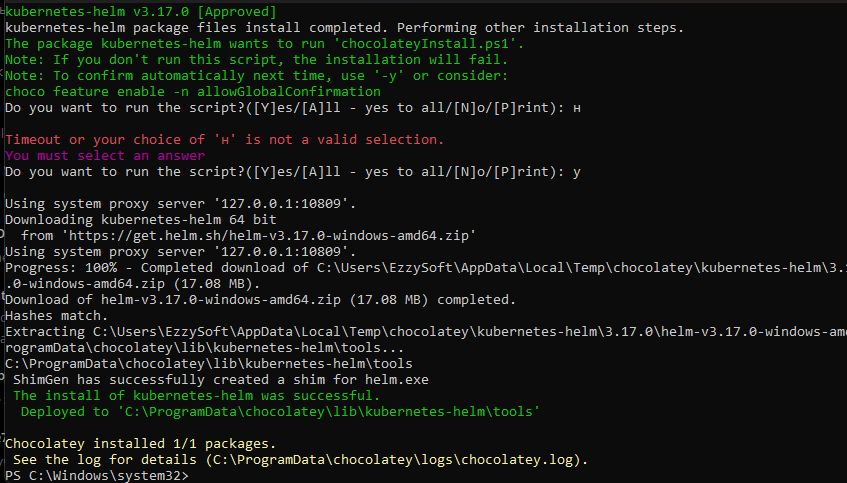 kubernetes-helm v3.17.0 [Approved]
kubernetes-helm package files install completed. Performing other installation steps.
The package kubernetes-helm wants to run 'chocolateyInstall.ps1'.
Note: If you don't run this script, the installation will fail.
Note: To confirm automatically next time, use '-y' or consider:
choco feature enable -n allowGlobalConfirmation
Do you want to run the script?([Y]es/[A]ll - yes to all/[N]o/[P]rint): н
Timeout or your choice of 'н' is not a valid selection.
You must select an answer
Do you want to run the script?([Y]es/[A]ll - yes to all/[N]o/[P]rint): y
Using system proxy server '127.0.0.1:10809'.
Downloading kubernetes-helm 64 bit
from 'https://get.helm.sh/helm-v3.17.0-windows-amd64.zip'
Using system proxy server '127.0.0.1:10809'.
Progress: 100% - Completed download of C:\Users\EzzySoft\AppData\Local\Temp\chocolatey\kubernetes-helm\3.
.0-windows-amd64.zip (17.08 MB).
Download of helm-v3.17.0-windows-amd64.zip (17.08 MB) completed.
Hashes match.
Extracting C:\Users\EzzySoft\AppData\Local\Temp\chocolatey\kubernetes-helm\3.17.0\helm-v3.17.0-windows-am
rogramData\chocolatey\lib\kubernetes-helm\tools...
C:\ProgramData\chocolatey\lib\kubernetes-helm\tools
ShimGen has successfully created a shim for helm.exe
The install of kubernetes-helm was successful.
Deployed to 'C:\ProgramData\chocolatey\lib\kubernetes-helm\tools'
Chocolatey installed 1/1 packages.
See the log for details (C:\ProgramData\chocolatey\logs\chocolatey.log).
PS C:\Windows\system32>